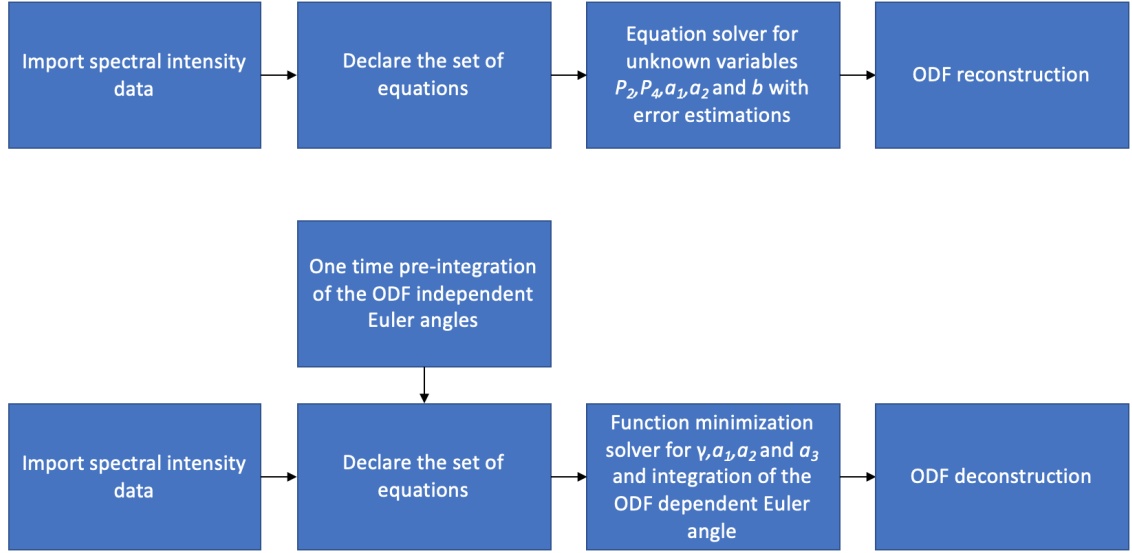 Import spectral intensity
data
Declare the set of
equations
Equation solver for
unknown variables
P₂,P₄,a₁,a₂ and b with
error estimations
ODF reconstruction
One time pre-integration
of the ODF independent
Euler angles
Import spectral intensity
data
Declare the set of
equations
Function minimization
solver for γ,a₁,a₂ and a₃
and integration of the
ODF dependent Euler
angle
ODF deconstruction